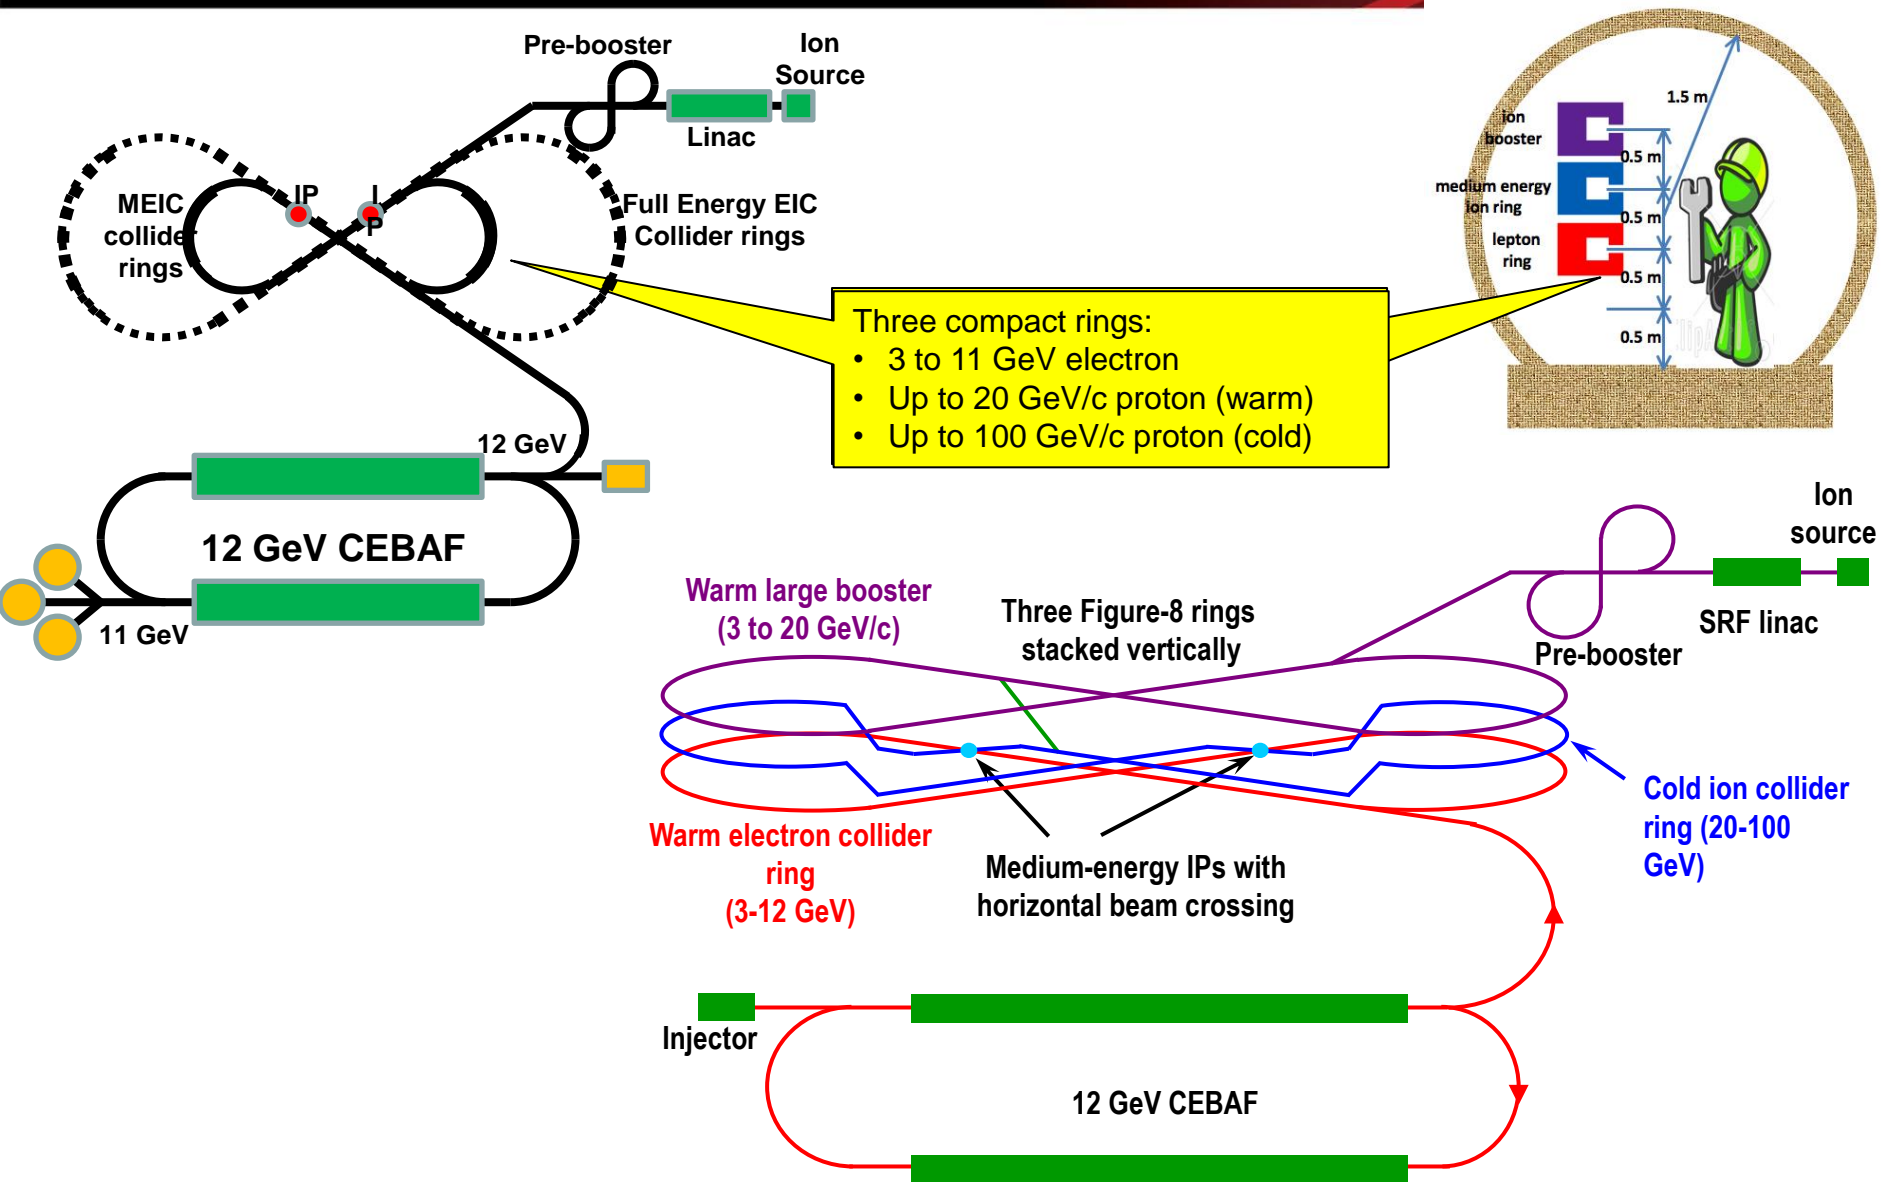 Pre-booster
Ion
Source
Linac
MEIC
collider
rings
IP
I
P
Full Energy EIC
Collider rings
1.5 m
ion
booster
0.5 m
medium energy
ion ring
0.5 m
lepton
ring
0.5 m
0.5 m
Three compact rings:
• 3 to 11 GeV electron
• Up to 20 GeV/c proton (warm)
• Up to 100 GeV/c proton (cold)
12 GeV
12 GeV CEBAF
11 GeV
Ion
source
SRF linac
Pre-booster
Warm large booster
(3 to 20 GeV/c)
Three Figure-8 rings
stacked vertically
Cold ion collider
ring (20-100
GeV)
Warm electron collider
ring
(3-12 GeV)
Medium-energy IPs with
horizontal beam crossing
Injector
12 GeV CEBAF